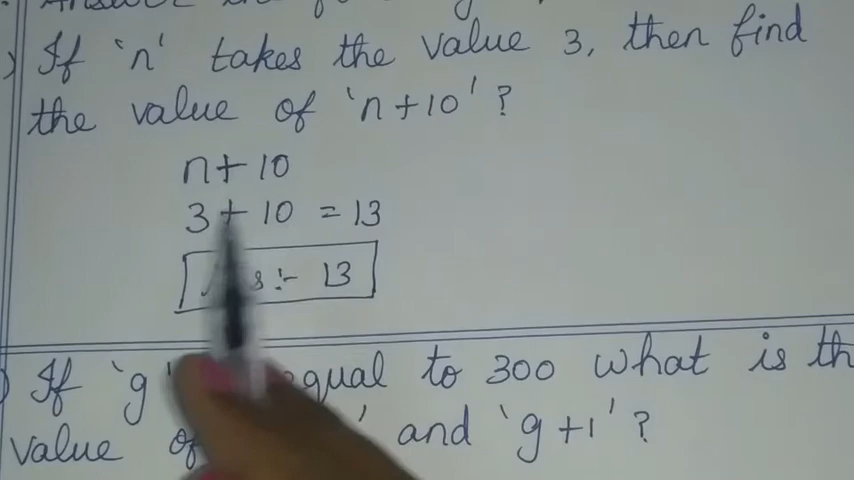 If 'n' takes the value 3, then find
the value of 'n+10'?
n+10
3+10 = 13
:- 13
If 'g' equal to 300 what is
value and 'g+1'?